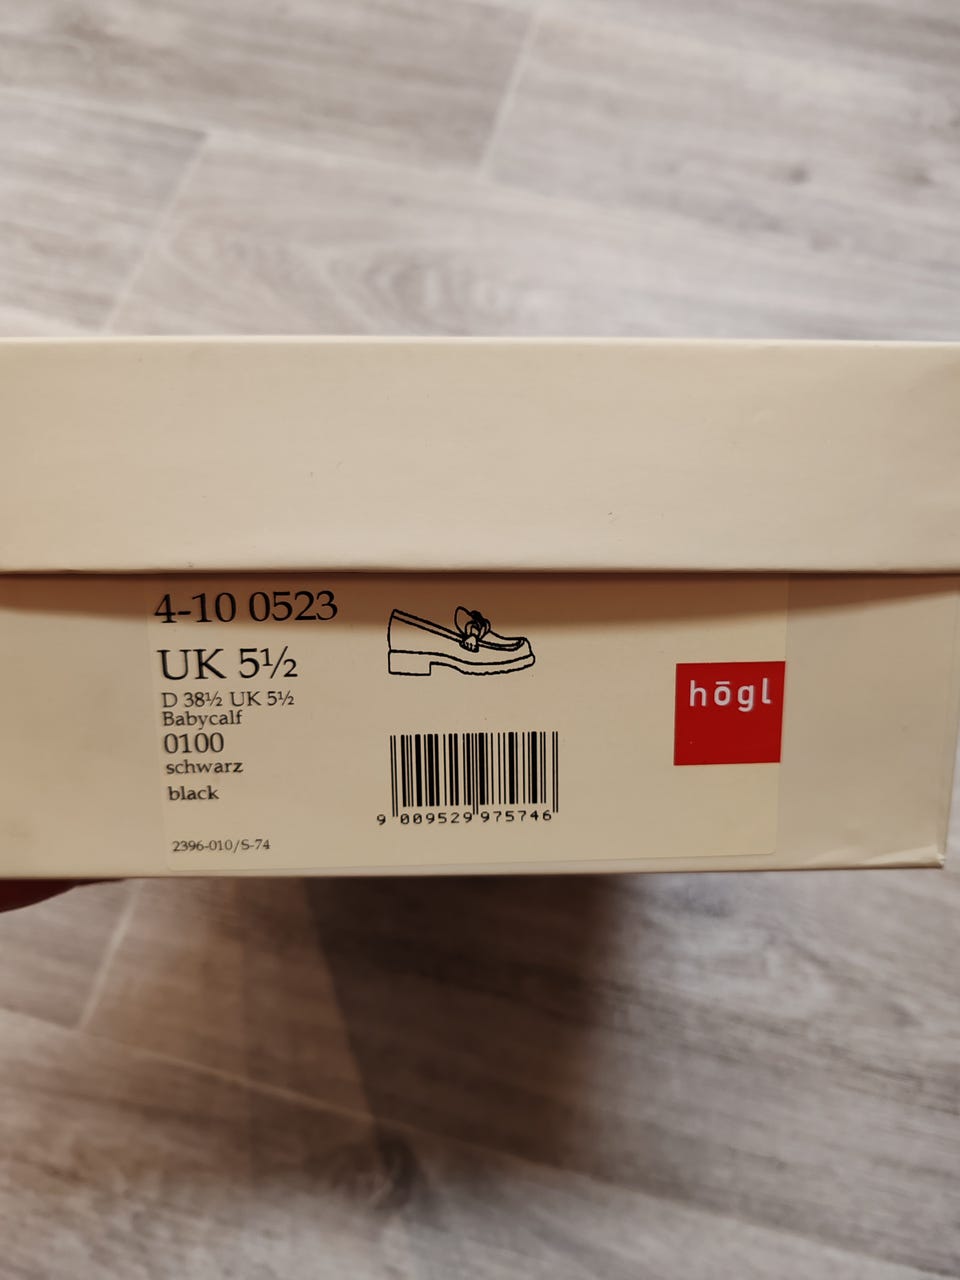 4-10 0523
UK 5½
D 38½ UK 5½
Babycalf
0100
schwarz
black
2396-010/S-74
9 009529 975746
hōgl